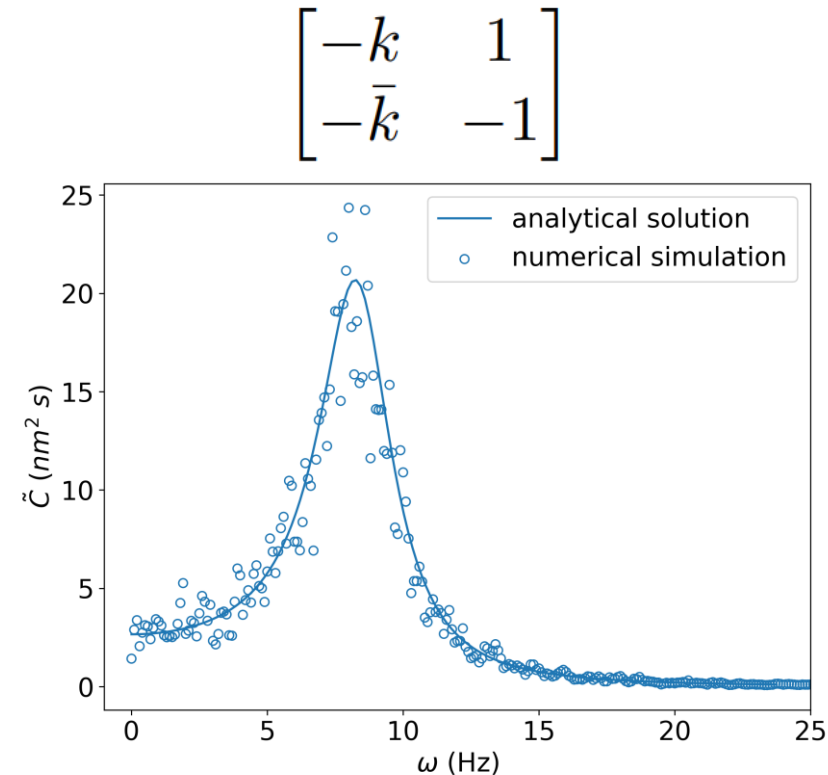 −k 1
−k̄ −1
25
analytical solution
numerical simulation
20
15
C̃ (nm² s)
10
5
0
0 5 10 15 20 25
ω (Hz)